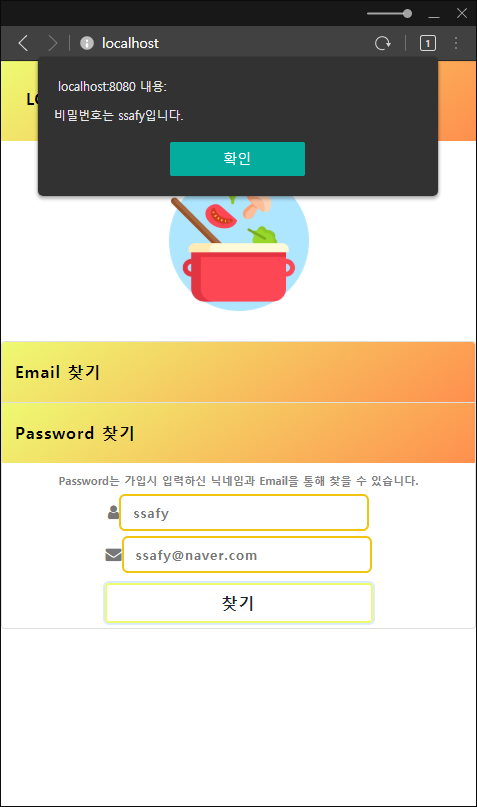 localhost
1
localhost:8080 내용:
비밀번호는 ssafy입니다.
확인
Email 찾기
Password 찾기
Password는 가입시 입력하신 닉네임과 Email을 통해 찾을 수 있습니다.
ssafy
ssafy@naver.com
찾기